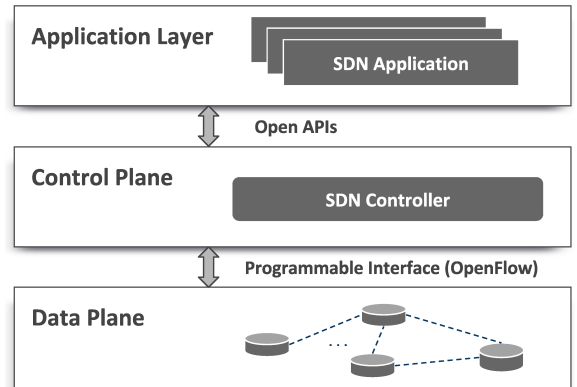 Application Layer
SDN Application
Open APIs
Control Plane
SDN Controller
Programmable Interface (OpenFlow)
Data Plane
...